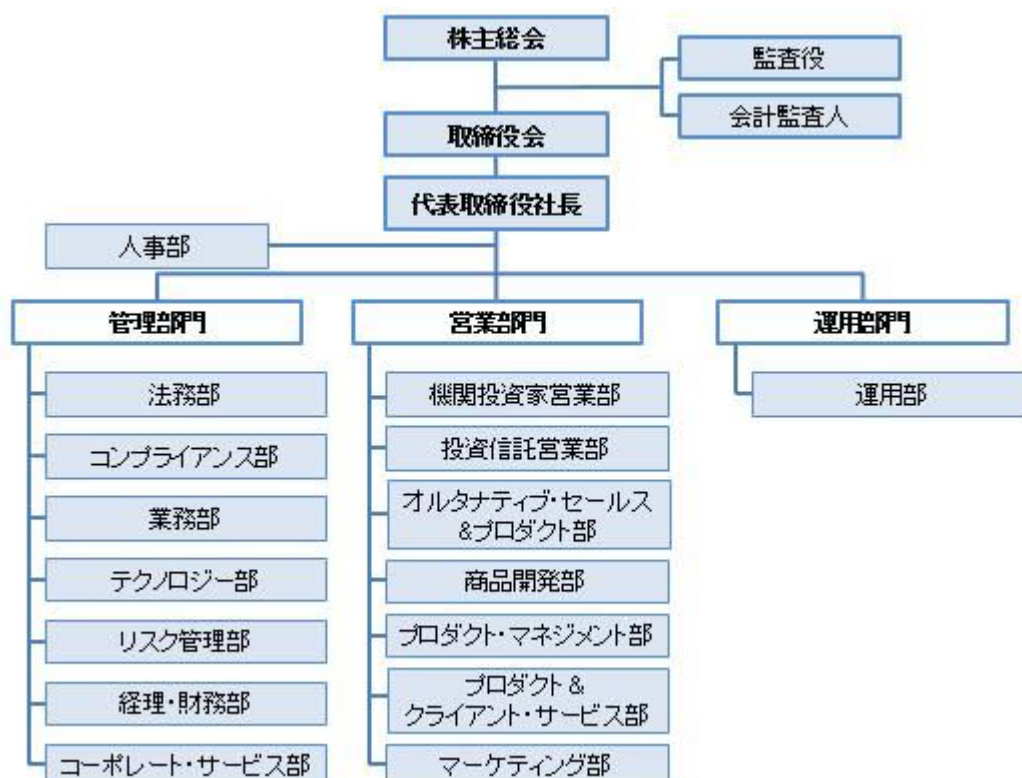 株主総会
監査役
会計監査人
取締役会
代表取締役社長
人事部
管理部門
法務部
コンプライアンス部
業務部
テクノロジー部
リスク管理部
経理・財務部
コーポレート・サービス部
営業部門
機関投資家営業部
投資信託営業部
オルタナティブ・セールス
&プロダクト部
商品開発部
プロダクト・マネジメント部
プロダクト &
クライアント・サービス部
マーケティング部
運用部門
運用部